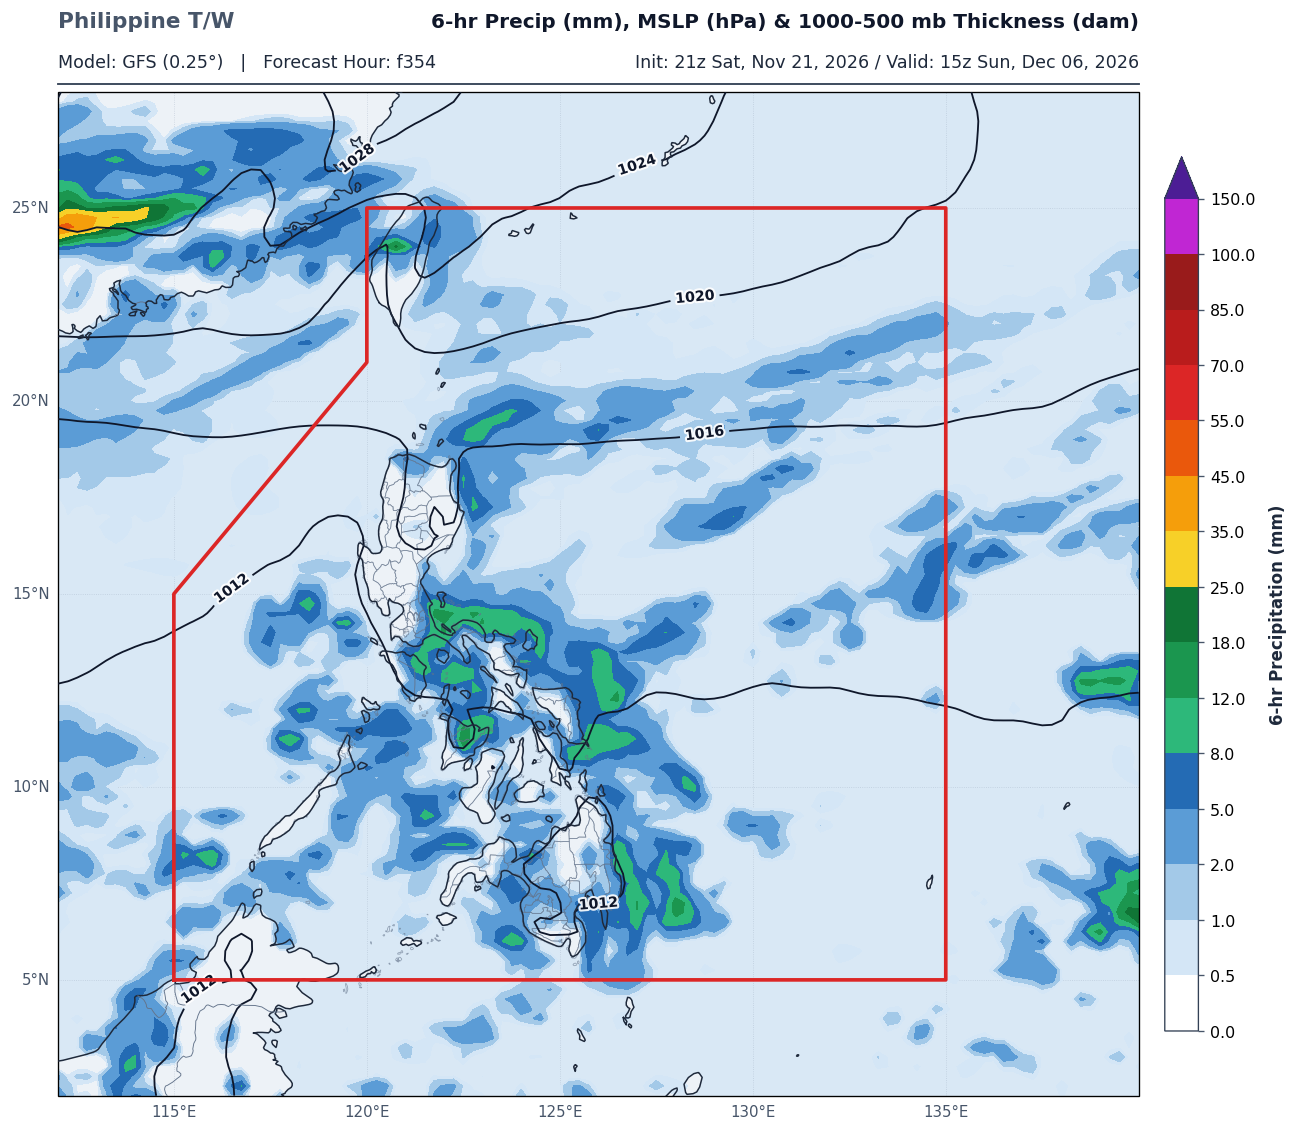 Philippine T/W
6-hr Precip (mm), MSLP (hPa) & 1000-500 mb Thickness (dam)
Model: GFS (0.25°) | Forecast Hour: f354
Init: 21z Sat, Nov 21, 2026 / Valid: 15z Sun, Dec 06, 2026
1028
1024
1020
1016
1012
1012
1012
25°N
20°N
15°N
10°N
5°N
115°E
120°E
125°E
130°E
135°E
150.0
100.0
85.0
70.0
55.0
45.0
35.0
25.0
18.0
12.0
8.0
5.0
2.0
1.0
0.5
0.0
6-hr Precipitation (mm)